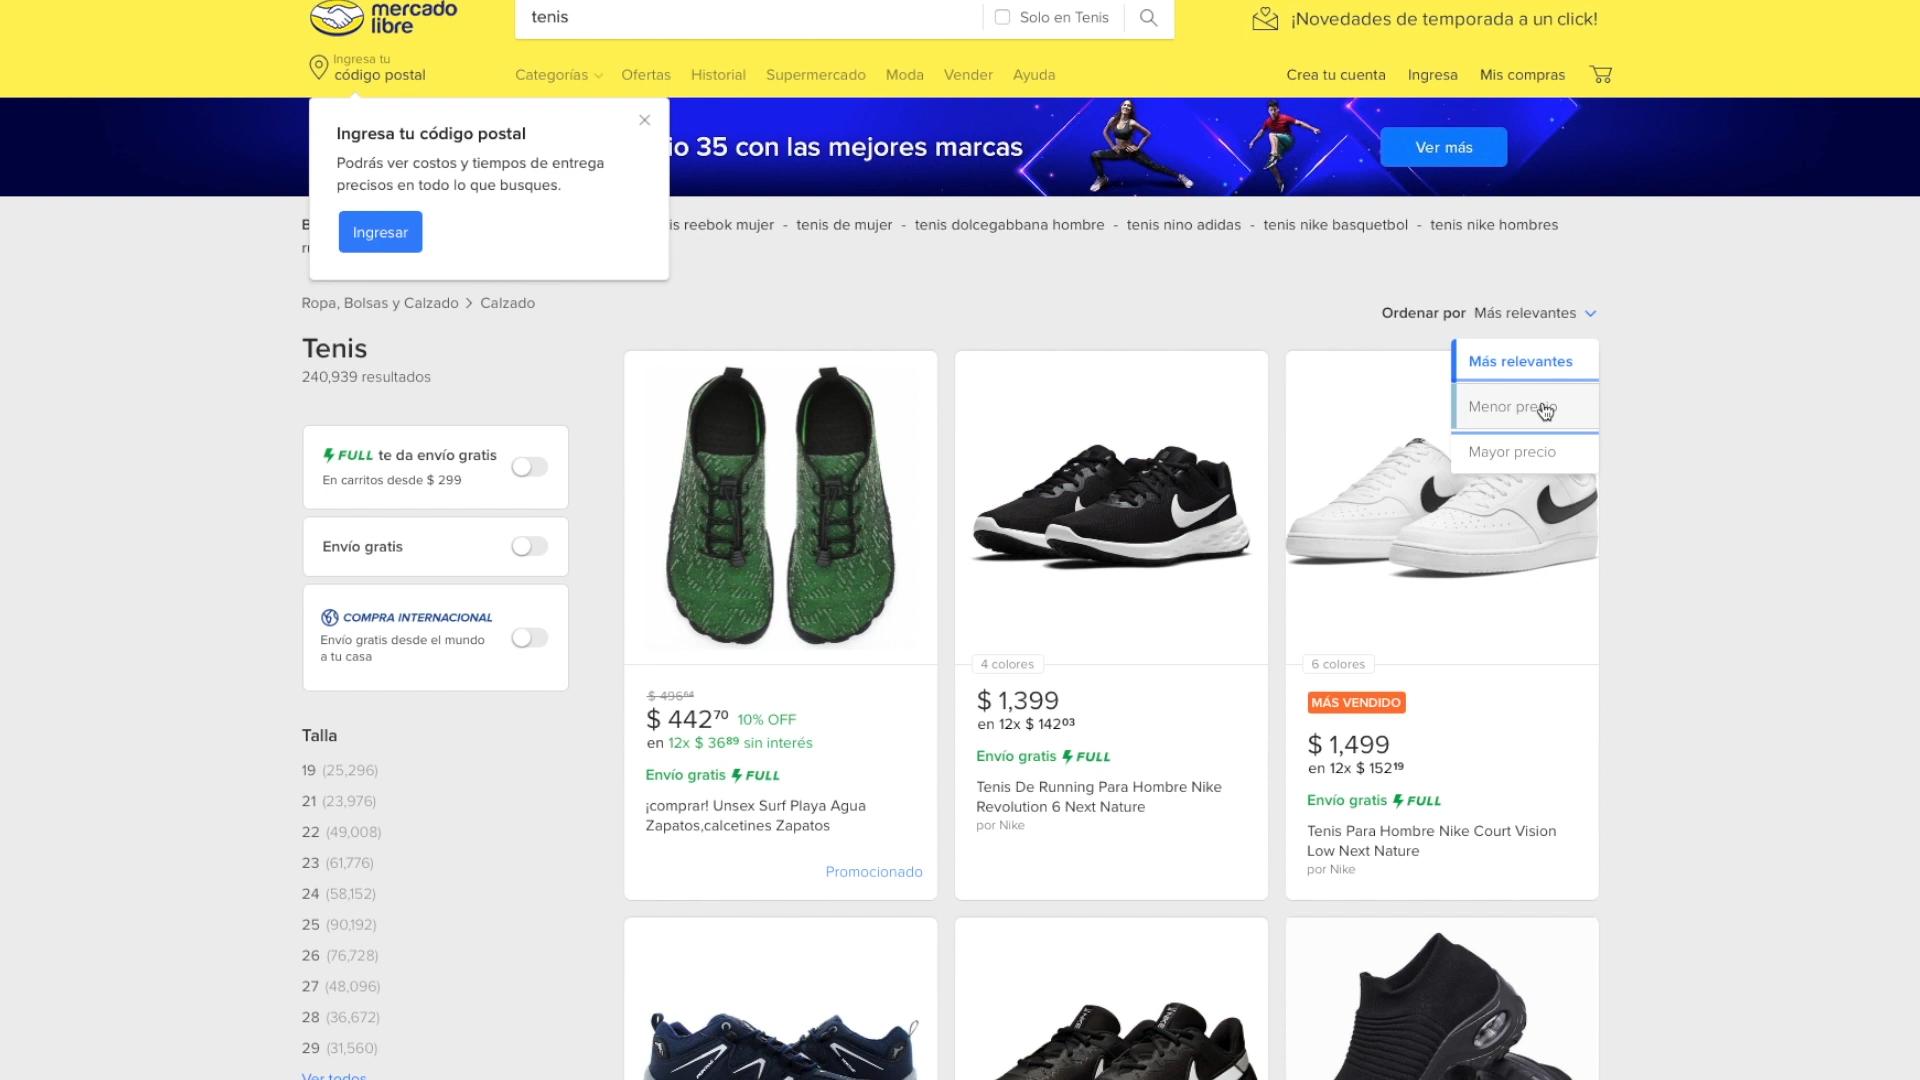 mercado
libre
tenis
Solo en Tenis
¡Novedades de temporada a un click!
Ingresa tu
código postal
Categorías
Ofertas
Historial
Supermercado
Moda
Vender
Ayuda
Crea tu cuenta
Ingresa
Mis compras
Ingresa tu código postal
Podrás ver costos y tiempos de entrega
precisos en todo lo que busques.
Ingresar
io 35 con las mejores marcas
Ver más
is reebok mujer - tenis de mujer - tenis dolcegabbana hombre - tenis nino adidas - tenis nike basquetbol - tenis nike hombres
Ropa, Bolsas y Calzado > Calzado
Ordenar por Más relevantes
Más relevantes
Menor precio
Mayor precio
Tenis
240,939 resultados
FULL te da envío gratis
En carritos desde $ 299
Envío gratis
COMPRA INTERNACIONAL
Envío gratis desde el mundo
a tu casa
Talla
19 (25,296)
21 (23,976)
22 (49,008)
23 (61,776)
24 (58,152)
25 (90,192)
26 (76,728)
27 (48,096)
28 (36,672)
29 (31,560)
Ver todos
$ 496⁶⁴
$ 442⁷⁰ 10% OFF
en 12x $ 36⁸⁹ sin interés
Envío gratis FULL
¡comprar! Unsex Surf Playa Agua
Zapatos,calcetines Zapatos
Promocionado
4 colores
$ 1,399
en 12x $ 142⁰³
Envío gratis FULL
Tenis De Running Para Hombre Nike
Revolution 6 Next Nature
por Nike
6 colores
MÁS VENDIDO
$ 1,499
en 12x $ 152¹⁹
Envío gratis FULL
Tenis Para Hombre Nike Court Vision
Low Next Nature
por Nike